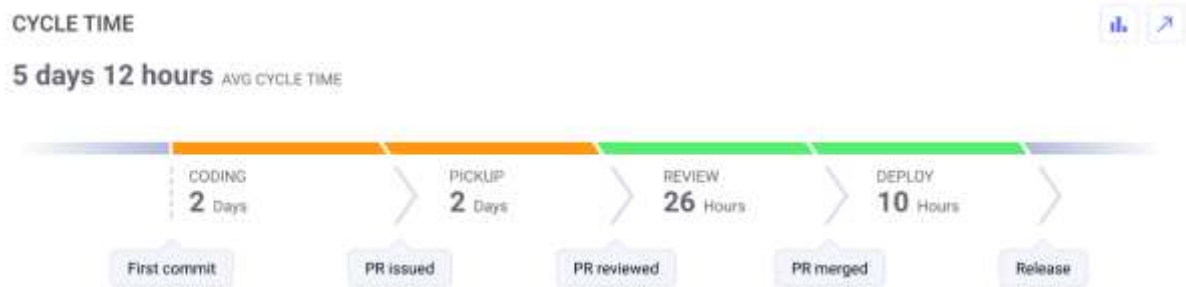 CYCLE TIME
5 days 12 hours AVG CYCLE TIME
CODING PICKUP REVIEW DEPLOY
2 Days 2 Days 26 Hours 10 Hours
First commit PR issued PR reviewed PR merged Release